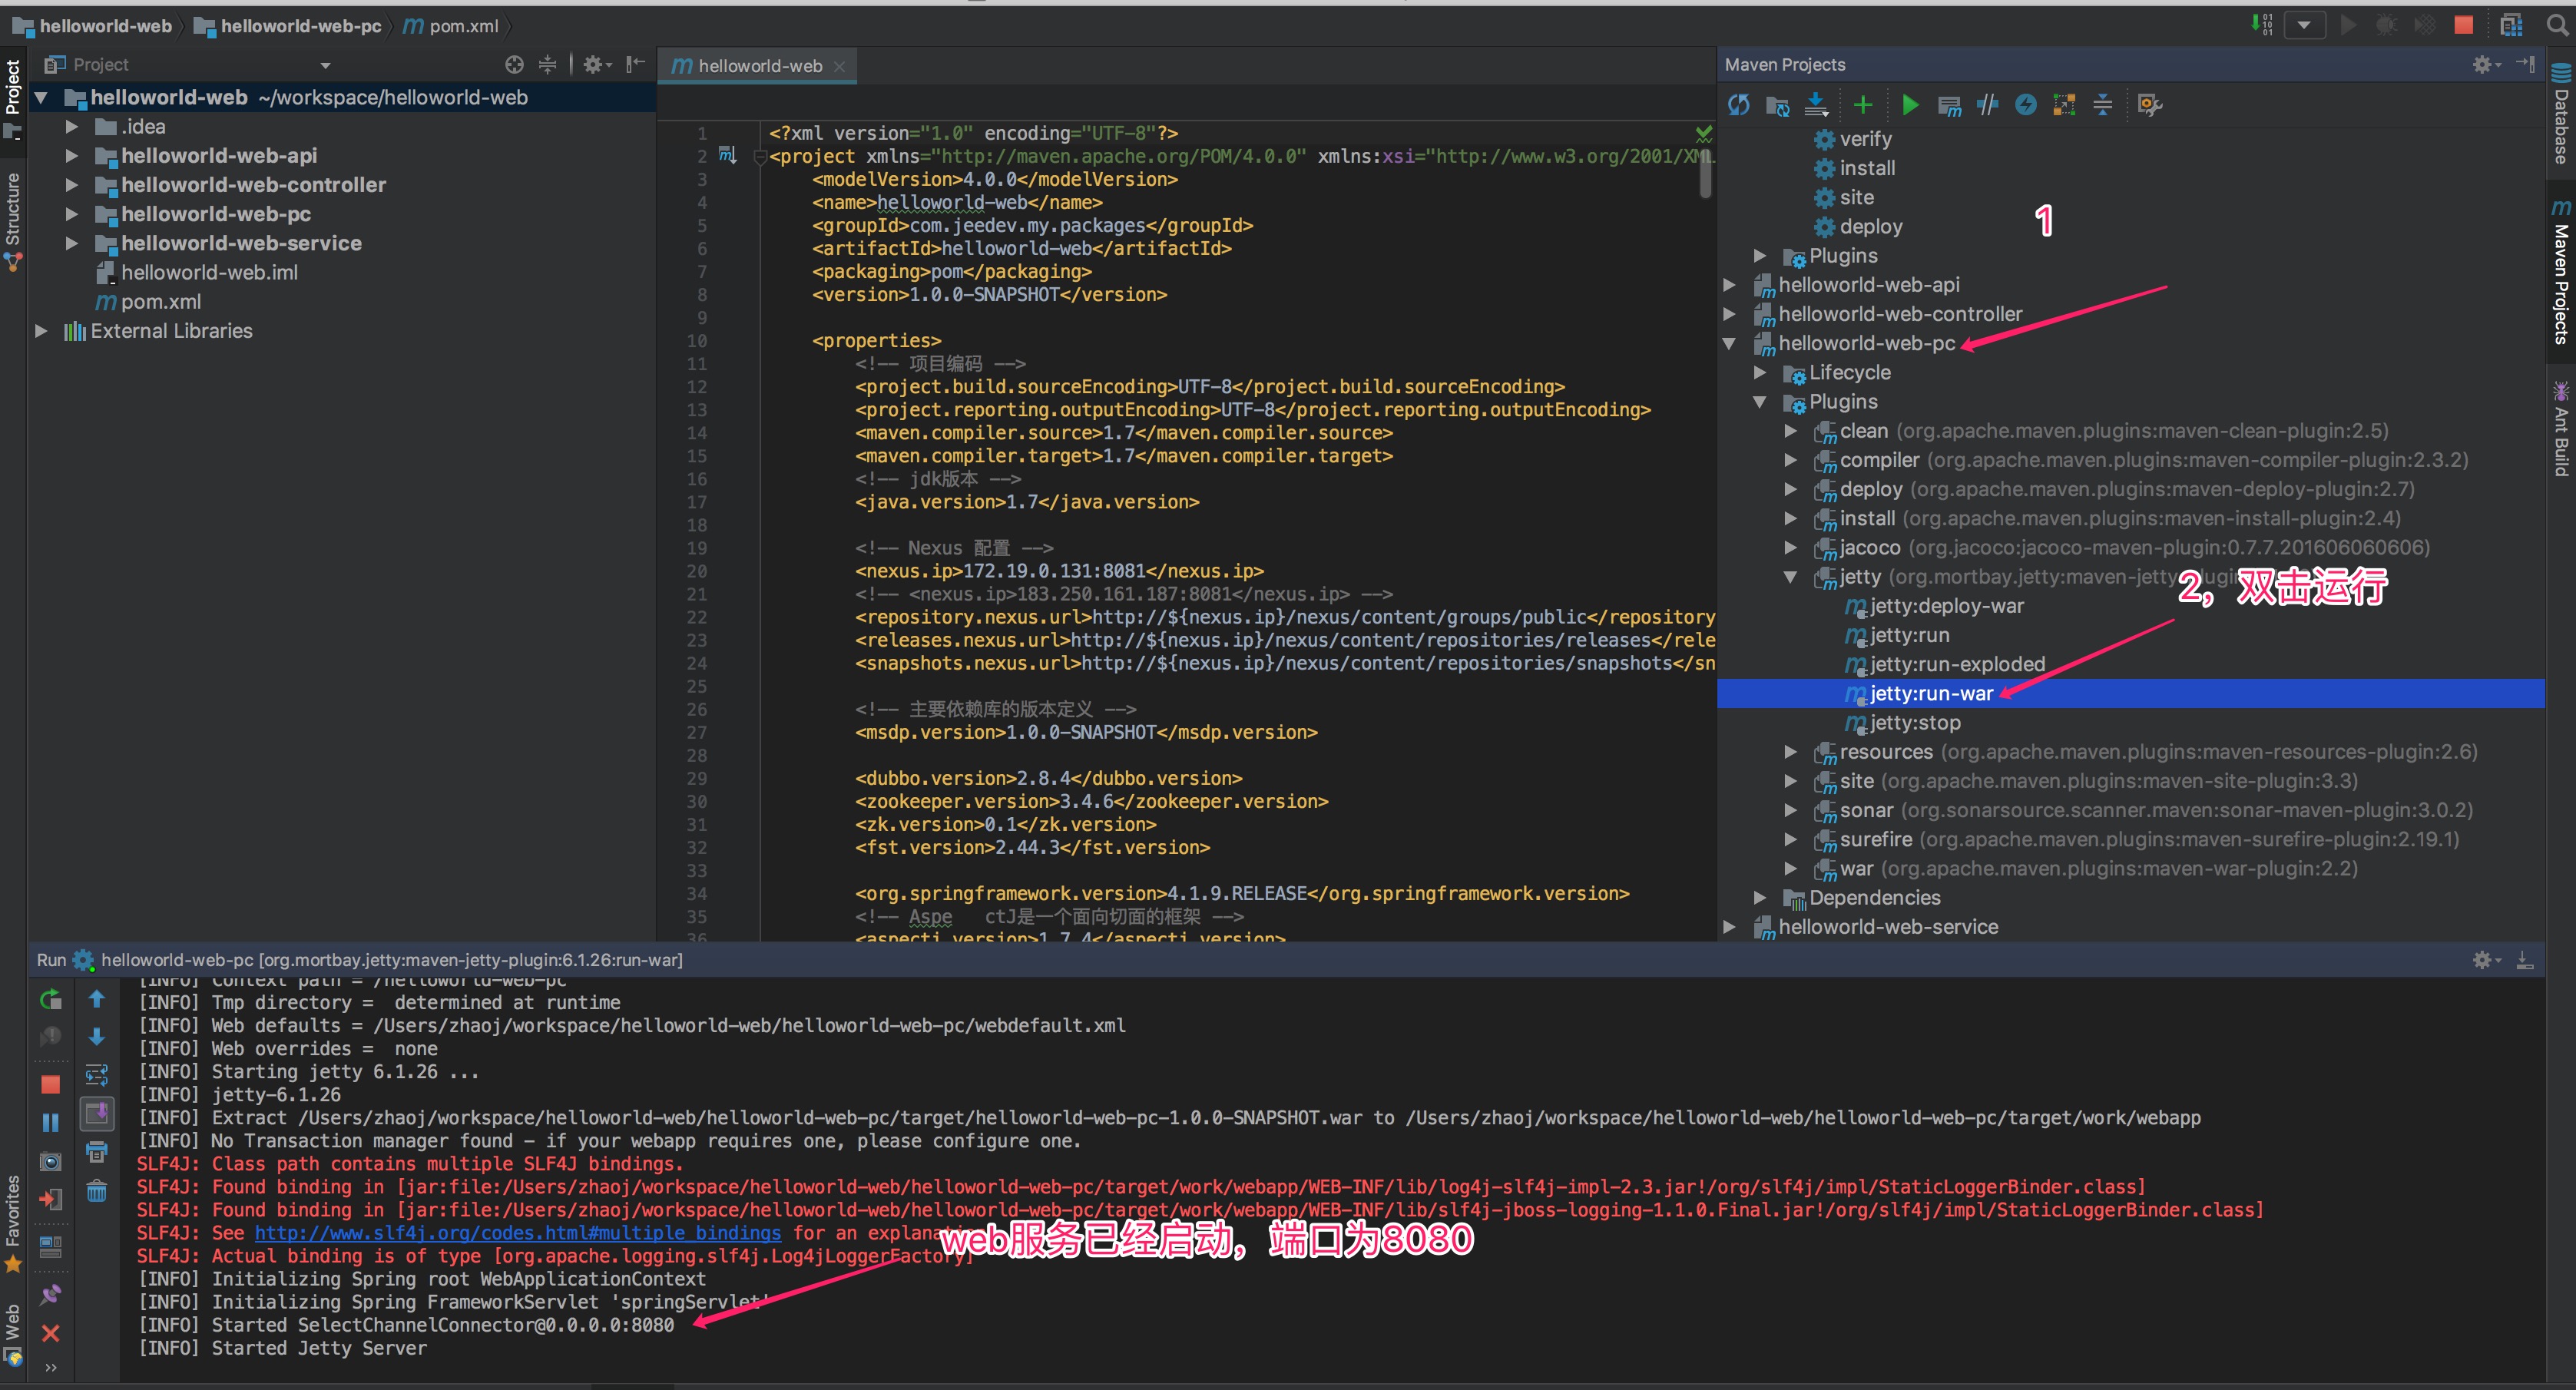 helloworld-web helloworld-web-pc pom.xml
Project
helloworld-web ~/workspace/helloworld-web
.idea
helloworld-web-api
helloworld-web-controller
helloworld-web-pc
helloworld-web-service
helloworld-web.iml
pom.xml
External Libraries
Project
Structure
Favorites
Web
helloworld-web
1 <?xml version="1.0" encoding="UTF-8"?>
2 <project xmlns="http://maven.apache.org/POM/4.0.0" xmlns:xsi="http://www.w3.org/2001/XML
3 <modelVersion>4.0.0</modelVersion>
4 <name>helloworld-web</name>
5 <groupId>com.jeedev.my.packages</groupId>
6 <artifactId>helloworld-web</artifactId>
7 <packaging>pom</packaging>
8 <version>1.0.0-SNAPSHOT</version>
9
10 <properties>
11 <!-- 项目编码 -->
12 <project.build.sourceEncoding>UTF-8</project.build.sourceEncoding>
13 <project.reporting.outputEncoding>UTF-8</project.reporting.outputEncoding>
14 <maven.compiler.source>1.7</maven.compiler.source>
15 <maven.compiler.target>1.7</maven.compiler.target>
16 <!-- jdk版本 -->
17 <java.version>1.7</java.version>
18
19 <!-- Nexus 配置 -->
20 <nexus.ip>172.19.0.131:8081</nexus.ip>
21 <!-- <nexus.ip>183.250.161.187:8081</nexus.ip> -->
22 <repository.nexus.url>http://${nexus.ip}/nexus/content/groups/public</repository
23 <releases.nexus.url>http://${nexus.ip}/nexus/content/repositories/releases</rele
24 <snapshots.nexus.url>http://${nexus.ip}/nexus/content/repositories/snapshots</sn
25
26 <!-- 主要依赖库的版本定义 -->
27 <msdp.version>1.0.0-SNAPSHOT</msdp.version>
28
29 <dubbo.version>2.8.4</dubbo.version>
30 <zookeeper.version>3.4.6</zookeeper.version>
31 <zk.version>0.1</zk.version>
32 <fst.version>2.44.3</fst.version>
33
34 <org.springframework.version>4.1.9.RELEASE</org.springframework.version>
35 <!-- Aspe ctJ是一个面向切面的框架 -->
36 <aspectj.version>1.7.4</aspectj.version>
Maven Projects
verify
install
site
deploy
1
Plugins
helloworld-web-api
helloworld-web-controller
helloworld-web-pc
Lifecycle
Plugins
clean (org.apache.maven.plugins:maven-clean-plugin:2.5)
compiler (org.apache.maven.plugins:maven-compiler-plugin:2.3.2)
deploy (org.apache.maven.plugins:maven-deploy-plugin:2.7)
install (org.apache.maven.plugins:maven-install-plugin:2.4)
jacoco (org.jacoco:jacoco-maven-plugin:0.7.7.201606060606)
jetty (org.mortbay.jetty:maven-jetty-plugin
2，双击运行
jetty:deploy-war
jetty:run
jetty:run-exploded
jetty:run-war
jetty:stop
resources (org.apache.maven.plugins:maven-resources-plugin:2.6)
site (org.apache.maven.plugins:maven-site-plugin:3.3)
sonar (org.sonarsource.scanner.maven:sonar-maven-plugin:3.0.2)
surefire (org.apache.maven.plugins:maven-surefire-plugin:2.19.1)
war (org.apache.maven.plugins:maven-war-plugin:2.2)
Dependencies
helloworld-web-service
Database
Maven Projects
Ant Build
Run helloworld-web-pc [org.mortbay.jetty:maven-jetty-plugin:6.1.26:run-war]
[INFO] Context path = /helloworld-web-pc
[INFO] Tmp directory = determined at runtime
[INFO] Web defaults = /Users/zhaoj/workspace/helloworld-web/helloworld-web-pc/webdefault.xml
[INFO] Web overrides = none
[INFO] Starting jetty 6.1.26 ...
[INFO] jetty-6.1.26
[INFO] Extract /Users/zhaoj/workspace/helloworld-web/helloworld-web-pc/target/helloworld-web-pc-1.0.0-SNAPSHOT.war to /Users/zhaoj/workspace/helloworld-web/helloworld-web-pc/target/work/webapp
[INFO] No Transaction manager found - if your webapp requires one, please configure one.
SLF4J: Class path contains multiple SLF4J bindings.
SLF4J: Found binding in [jar:file:/Users/zhaoj/workspace/helloworld-web/helloworld-web-pc/target/work/webapp/WEB-INF/lib/log4j-slf4j-impl-2.3.jar!/org/slf4j/impl/StaticLoggerBinder.class]
SLF4J: Found binding in [jar:file:/Users/zhaoj/workspace/helloworld-web/helloworld-web-pc/target/work/webapp/WEB-INF/lib/slf4j-jboss-logging-1.1.0.Final.jar!/org/slf4j/impl/StaticLoggerBinder.class]
SLF4J: See http://www.slf4j.org/codes.html#multiple_bindings for an explanation
web服务已经启动，端口为8080
SLF4J: Actual binding is of type [org.apache.logging.slf4j.Log4jLoggerFactory]
[INFO] Initializing Spring root WebApplicationContext
[INFO] Initializing Spring FrameworkServlet 'springServlet'
[INFO] Started SelectChannelConnector@0.0.0.0:8080
[INFO] Started Jetty Server